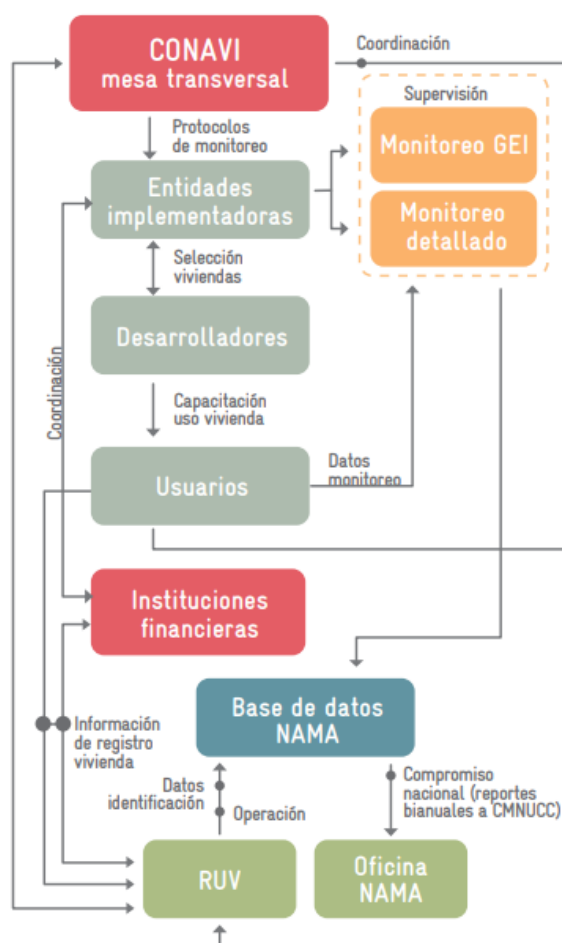 CONAVI
mesa transversal
Coordinación
Supervisión
Protocolos
de monitoreo
Monitoreo GEI
Entidades
implementadoras
Monitoreo
detallado
Selección
viviendas
Desarrolladores
Coordinación
Capacitación
uso vivienda
Usuarios
Datos
monitoreo
Instituciones
financieras
Información
de registro
vivienda
Base de datos
NAMA
Datos
identificación
Operación
Compromiso
nacional (reportes
bianuales a CMNUCC)
RUV
Oficina
NAMA